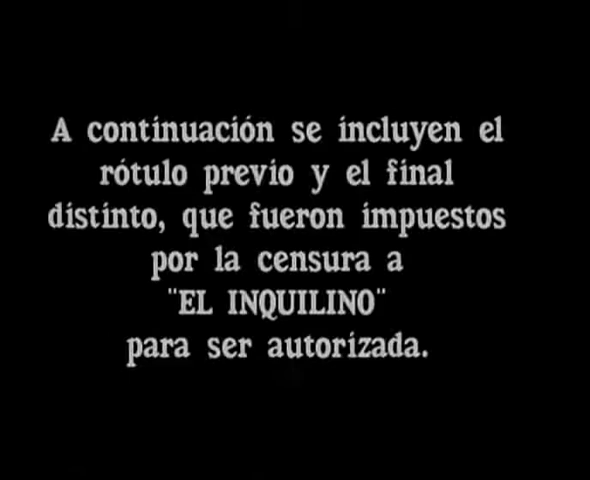 A continuación se incluyen el
rótulo previo y el final
distinto, que fueron impuestos
por la censura a
"EL INQUILINO"
para ser autorizada.